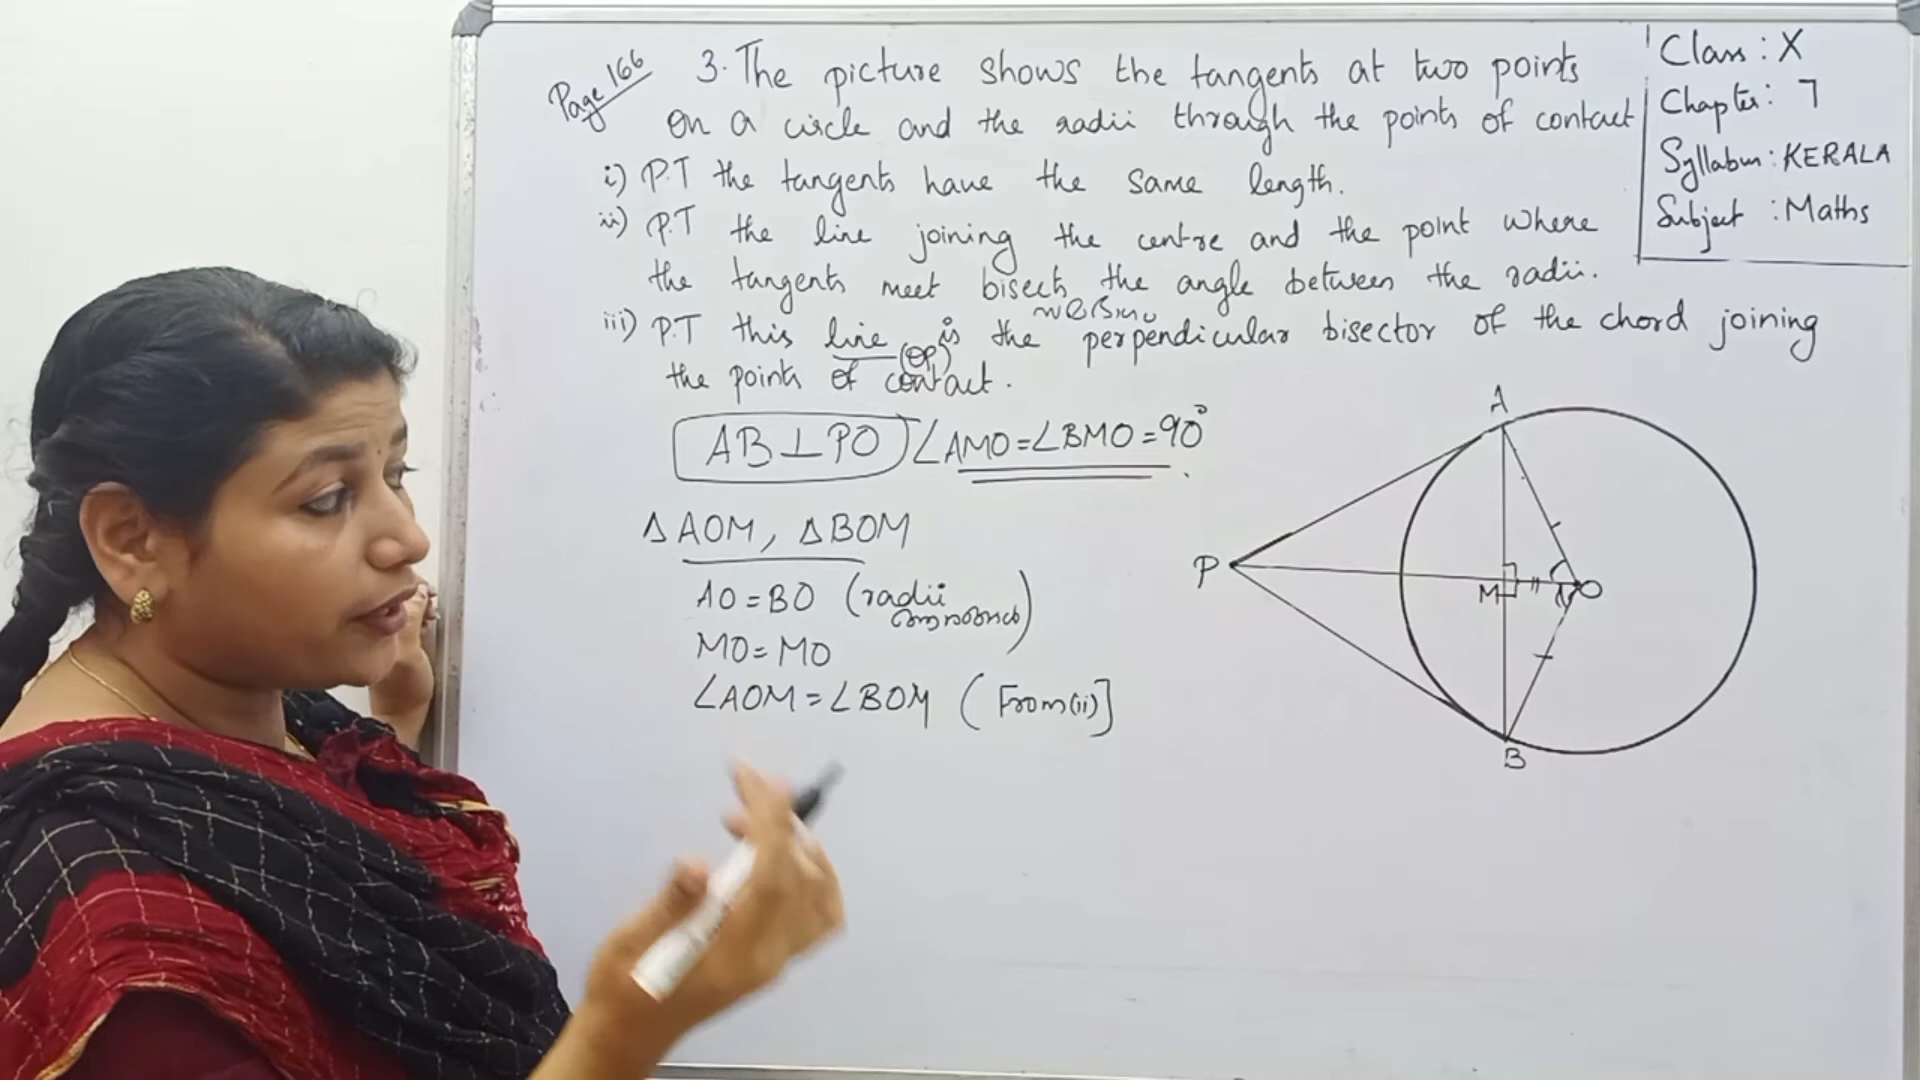 Page 166
3. The picture shows the tangents at two points
on a circle and the radii through the points of contact
i) P.T the tangents have the same length.
ii) P.T the line joining the centre and the point where
the tangents meet bisects the angle between the radii.
iii) P.T this line (OP) is the perpendicular bisector of the chord joining
the points of contact.
Class : X
Chapter : 7
Syllabus : KERALA
Subject : Maths
AB⊥PO ∠AMO=∠BMO=90°
Δ AOM, Δ BOM
AO=BO (radii
MO=MO
∠AOM=∠BOM (From(ii)]
A
P
M
O
B